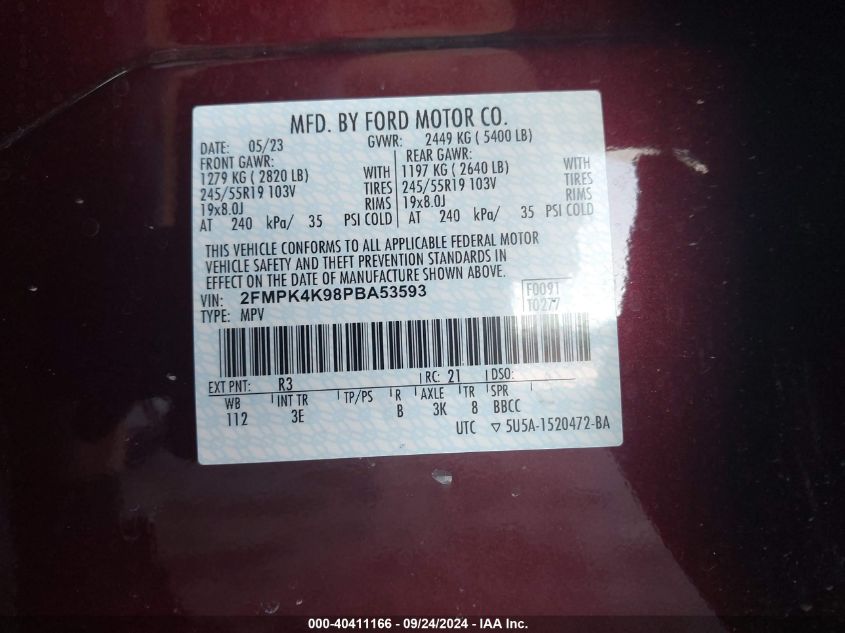 MFD. BY FORD MOTOR CO.
DATE: 05/23 GVWR: 2449 KG ( 5400 LB)
FRONT GAWR: REAR GAWR:
1279 KG ( 2820 LB) WITH 1197 KG ( 2640 LB) WITH
245/55R19 103V TIRES 245/55R19 103V TIRES
19x8.0J RIMS 19x8.0J RIMS
AT 240 kPa/ 35 PSI COLD AT 240 kPa/ 35 PSI COLD
THIS VEHICLE CONFORMS TO ALL APPLICABLE FEDERAL MOTOR
VEHICLE SAFETY AND THEFT PREVENTION STANDARDS IN
EFFECT ON THE DATE OF MANUFACTURE SHOWN ABOVE.
VIN: 2FMPK4K98PBA53593 F0091
TYPE: MPV T0277
EXT PNT: R3 RC: 21 DSO:
WB INT TR TP/PS R AXLE TR SPR
112 3E B 3K 8 BBCC
UTC ▽ 5U5A-1520472-BA
000-40411166 - 09/24/2024 - IAA Inc.